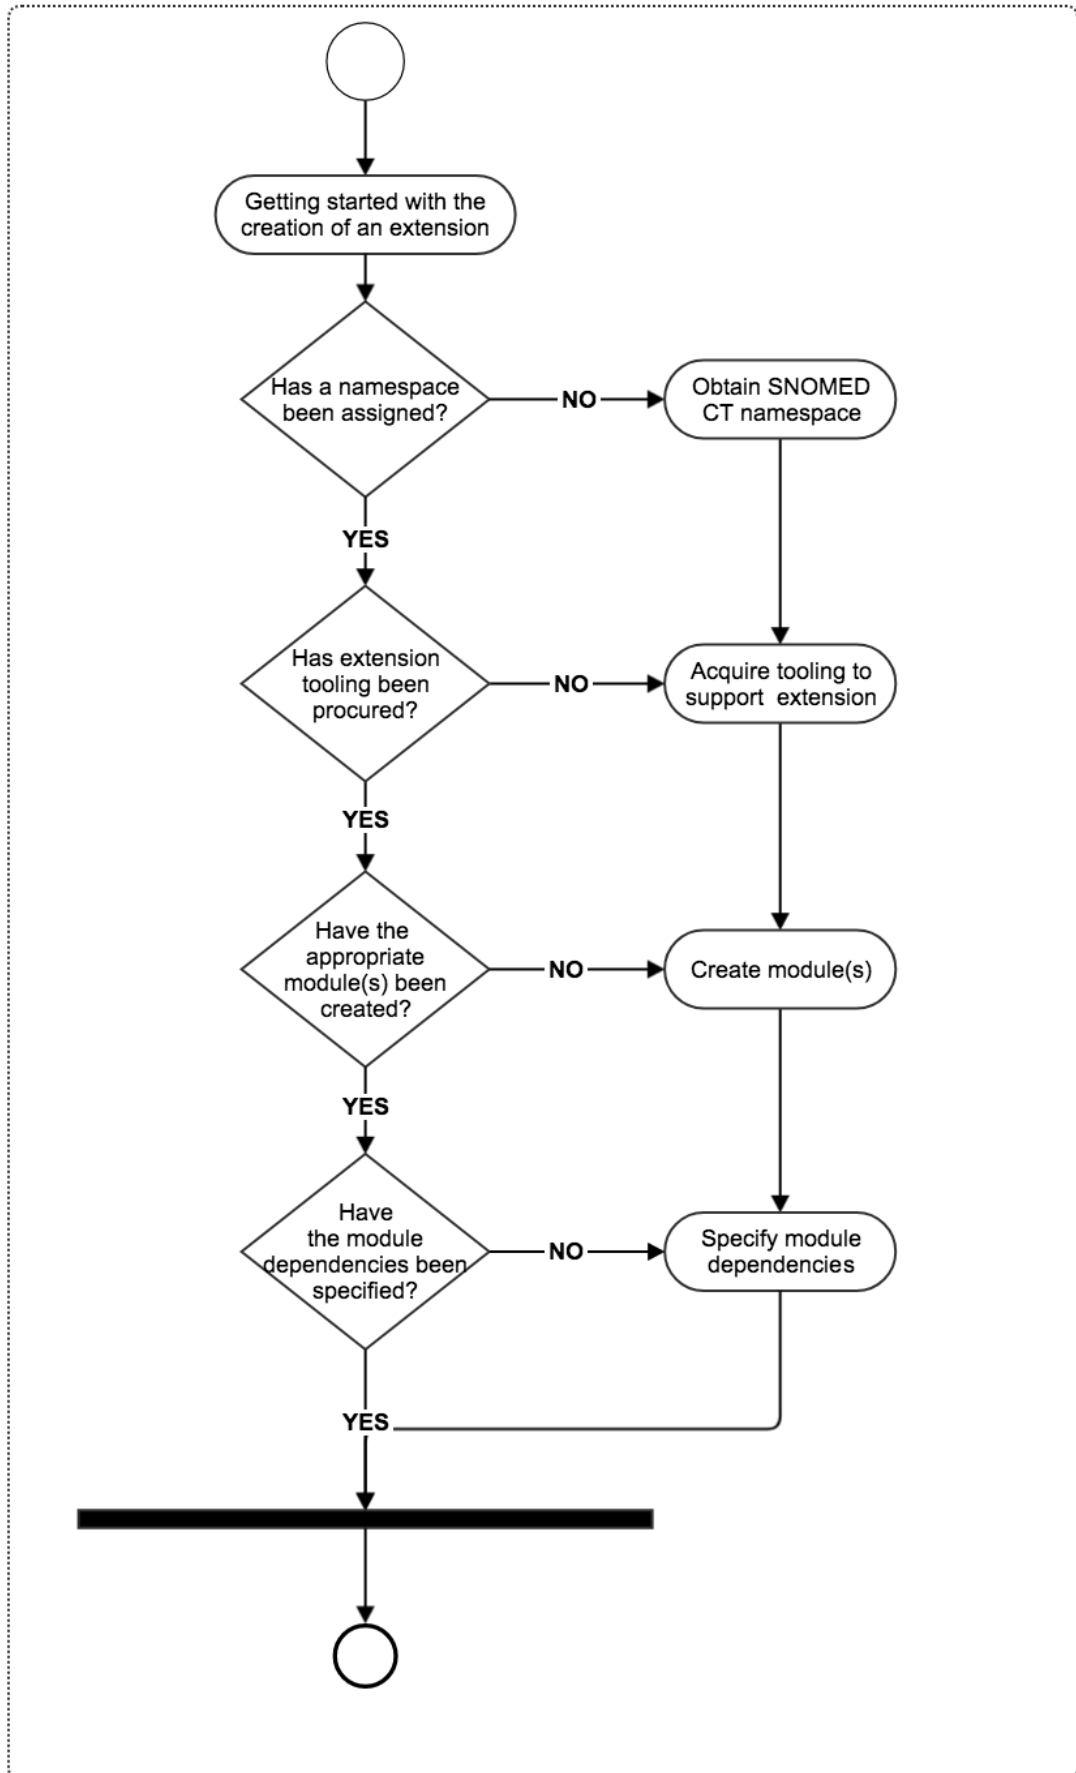 Getting started with the
creation of an extension
Has a namespace
been assigned?
NO
Obtain SNOMED
CT namespace
YES
Has extension
tooling been
procured?
NO
Acquire tooling to
support  extension
YES
Have the
appropriate
module(s) been
created?
NO
Create module(s)
YES
Have
the module
dependencies been
specified?
NO
Specify module
dependencies
YES